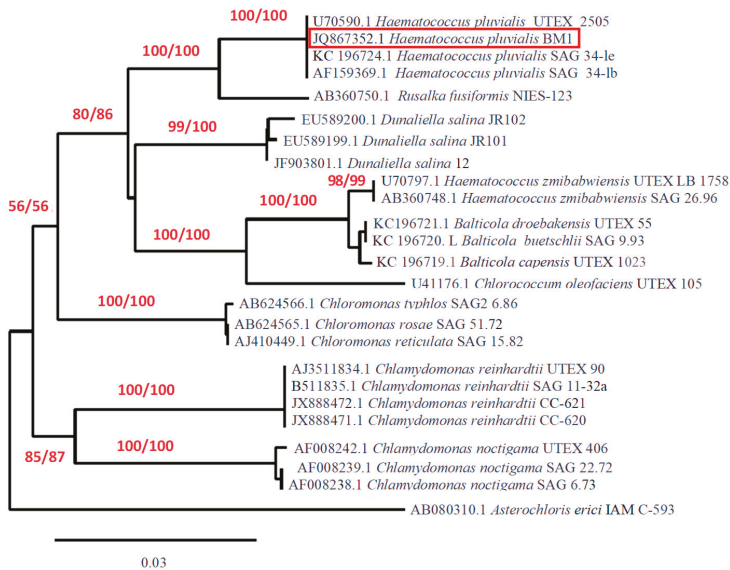 100/100
U70590.1 Haematococcus pluvialis UTEX 2505
JQ867352.1 Haematococcus pluvialis BM1
100/100
KC 196724.1 Haematococcus pluvialis SAG 34-le
AF159369.1 Haematococcus pluvialis SAG 34-lb
AB360750.1 Rusalka fusiformis NIES-123
80/86
EU589200.1 Dunaliella salina JR102
99/100
EU589199.1 Dunaliella salina JR101
JF903801.1 Dunaliella salina 12
98/99
U70797.1 Haematococcus zmibabwiensis UTEX LB 1758
AB360748.1 Haematococcus zmibabwiensis SAG 26.96
100/100
56/56
KC196721.1 Balticola droebakensis UTEX 55
100/100
KC 196720. L Balticola buetschlii SAG 9.93
KC 196719.1 Balticola capensis UTEX 1023
U41176.1 Chlorococcum oleofaciens UTEX 105
100/100
AB624566.1 Chloromonas typhlos SAG2 6.86
AB624565.1 Chloromonas rosae SAG 51.72
AJ410449.1 Chloromonas reticulata SAG 15.82
AJ3511834.1 Chlamydomonas reinhardtii UTEX 90
100/100
B511835.1 Chlamydomonas reinhardtii SAG 11-32a
JX888472.1 Chlamydomonas reinhardtii CC-621
JX888471.1 Chlamydomonas reinhardtii CC-620
100/100
AF008242.1 Chlamydomonas noctigama UTEX 406
85/87
AF008239.1 Chlamydomonas noctigama SAG 22.72
AF008238.1 Chlamydomonas noctigama SAG 6.73
AB080310.1 Asterochloris erici IAM C-593
0.03